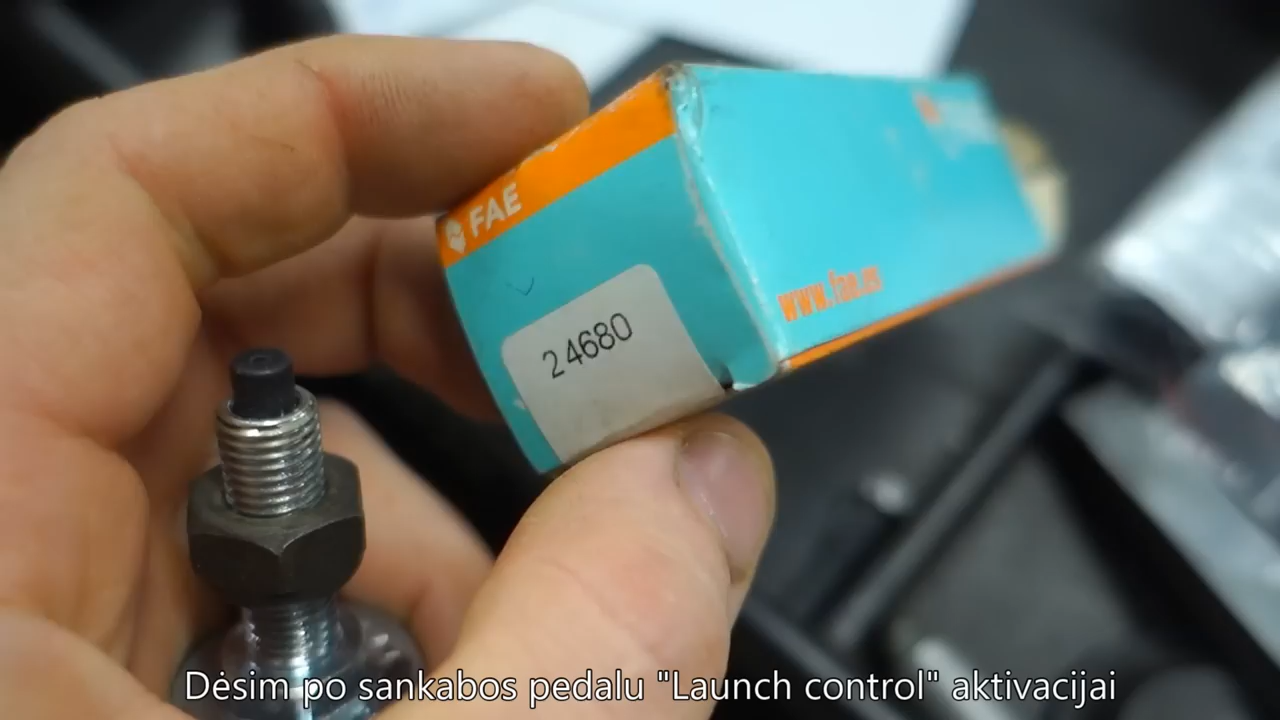 FAE
24680
www.fae.es
Dėsim po sankabos pedalu "Launch control" aktivacijai